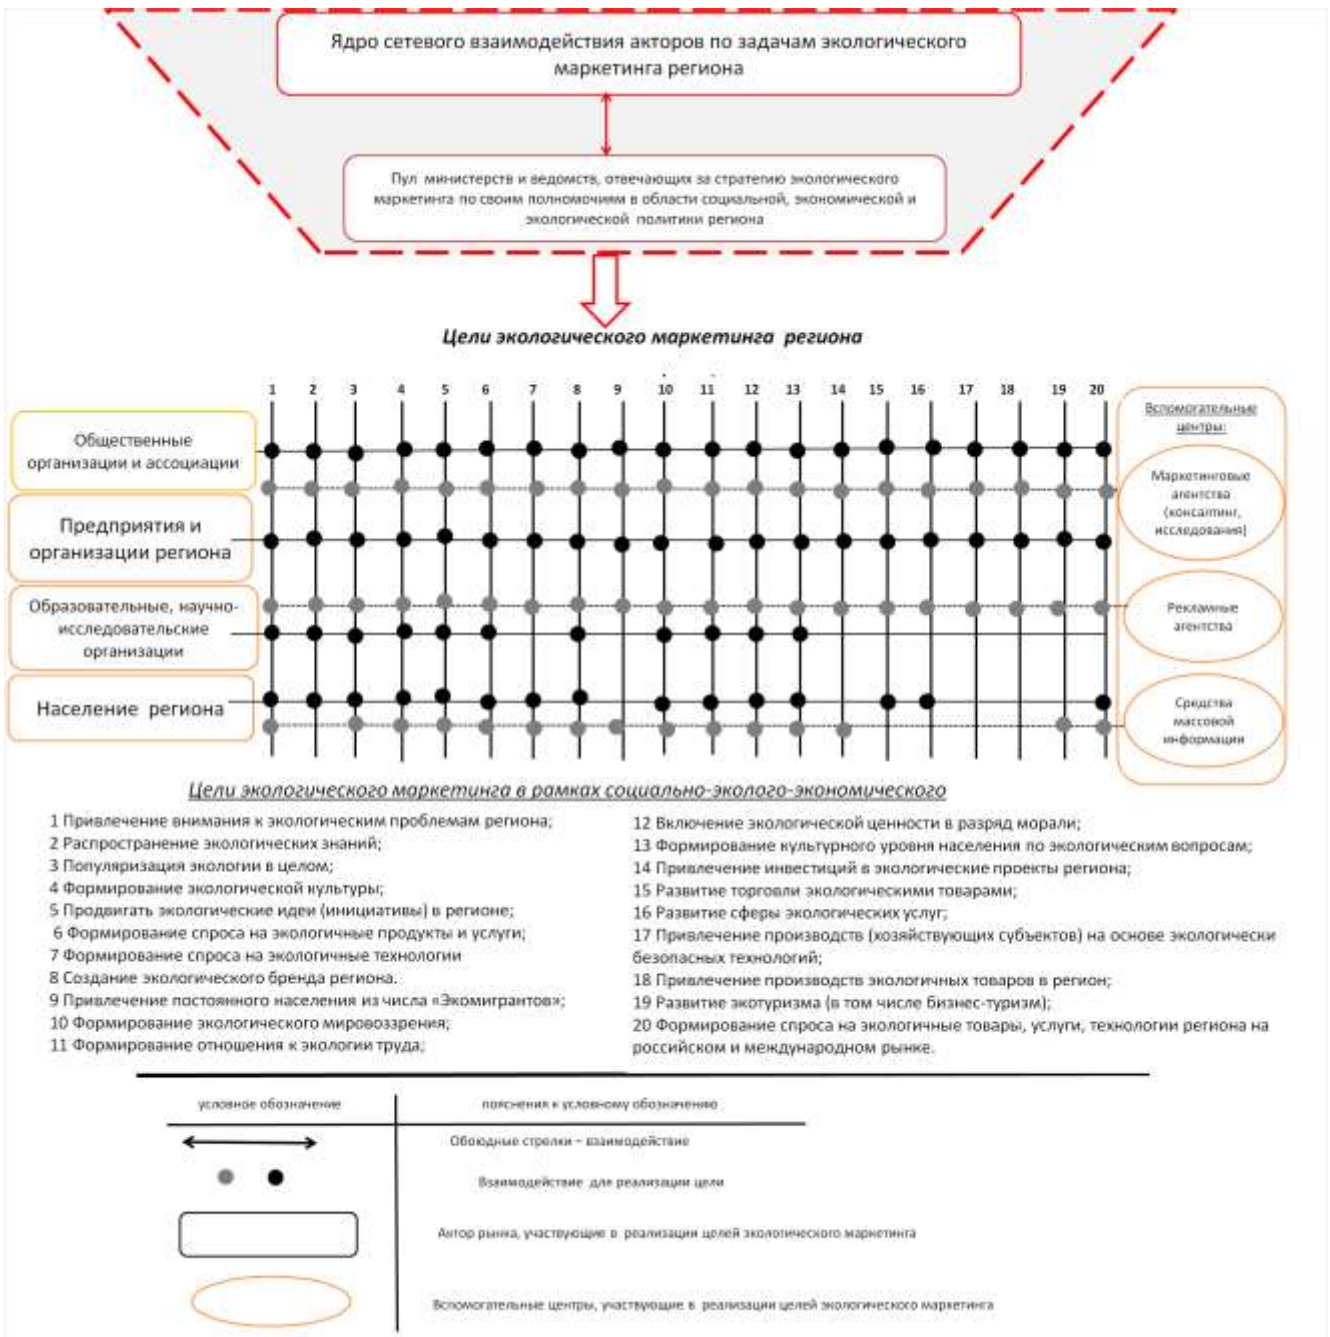 Ядро сетевого взаимодействия акторов по задачам экологического
маркетинга региона
Пул министерств и ведомств, отвечающих за стратегию экологического
маркетинга по своим полномочиям в области социальной, экономической и
экологической политики региона
Цели экологического маркетинга региона
1 2 3 4 5 6 7 8 9 10 11 12 13 14 15 16 17 18 19 20
Общественные
организации и ассоциации
Предприятия и
организации региона
Образовательные, научно-
исследовательские
организации
Население региона
Вспомогательные
центры:
Маркетинговые
агентства
(консалтинг,
исследования)
Рекламные
агентства
Средства
массовой
информации
Цели экологического маркетинга в рамках социально-эколого-экономического
1 Привлечение внимания к экологическим проблемам региона;
2 Распространение экологических знаний;
3 Популяризация экологии в целом;
4 Формирование экологической культуры;
5 Продвигать экологические идеи (инициативы) в регионе;
6 Формирование спроса на экологичные продукты и услуги;
7 Формирование спроса на экологичные технологии
8 Создание экологического бренда региона.
9 Привлечение постоянного населения из числа «Экомигрантов»;
10 Формирование экологического мировоззрения;
11 Формирование отношения к экологии труда;
12 Включение экологической ценности в разряд морали;
13 Формирование культурного уровня населения по экологическим вопросам;
14 Привлечение инвестиций в экологические проекты региона;
15 Развитие торговли экологическими товарами;
16 Развитие сферы экологических услуг;
17 Привлечение производств (хозяйствующих субъектов) на основе экологически
безопасных технологий;
18 Привлечение производств экологичных товаров в регион;
19 Развитие экотуризма (в том числе бизнес-туризм);
20 Формирование спроса на экологичные товары, услуги, технологии региона на
российском и международном рынке.
условное обозначение
пояснения к условному обозначению
Обоюдные стрелки – взаимодействие
Взаимодействие для реализации цели
Актор рынка, участвующие в реализации целей экологического маркетинга
Вспомогательные центры, участвующие в реализации целей экологического маркетинга